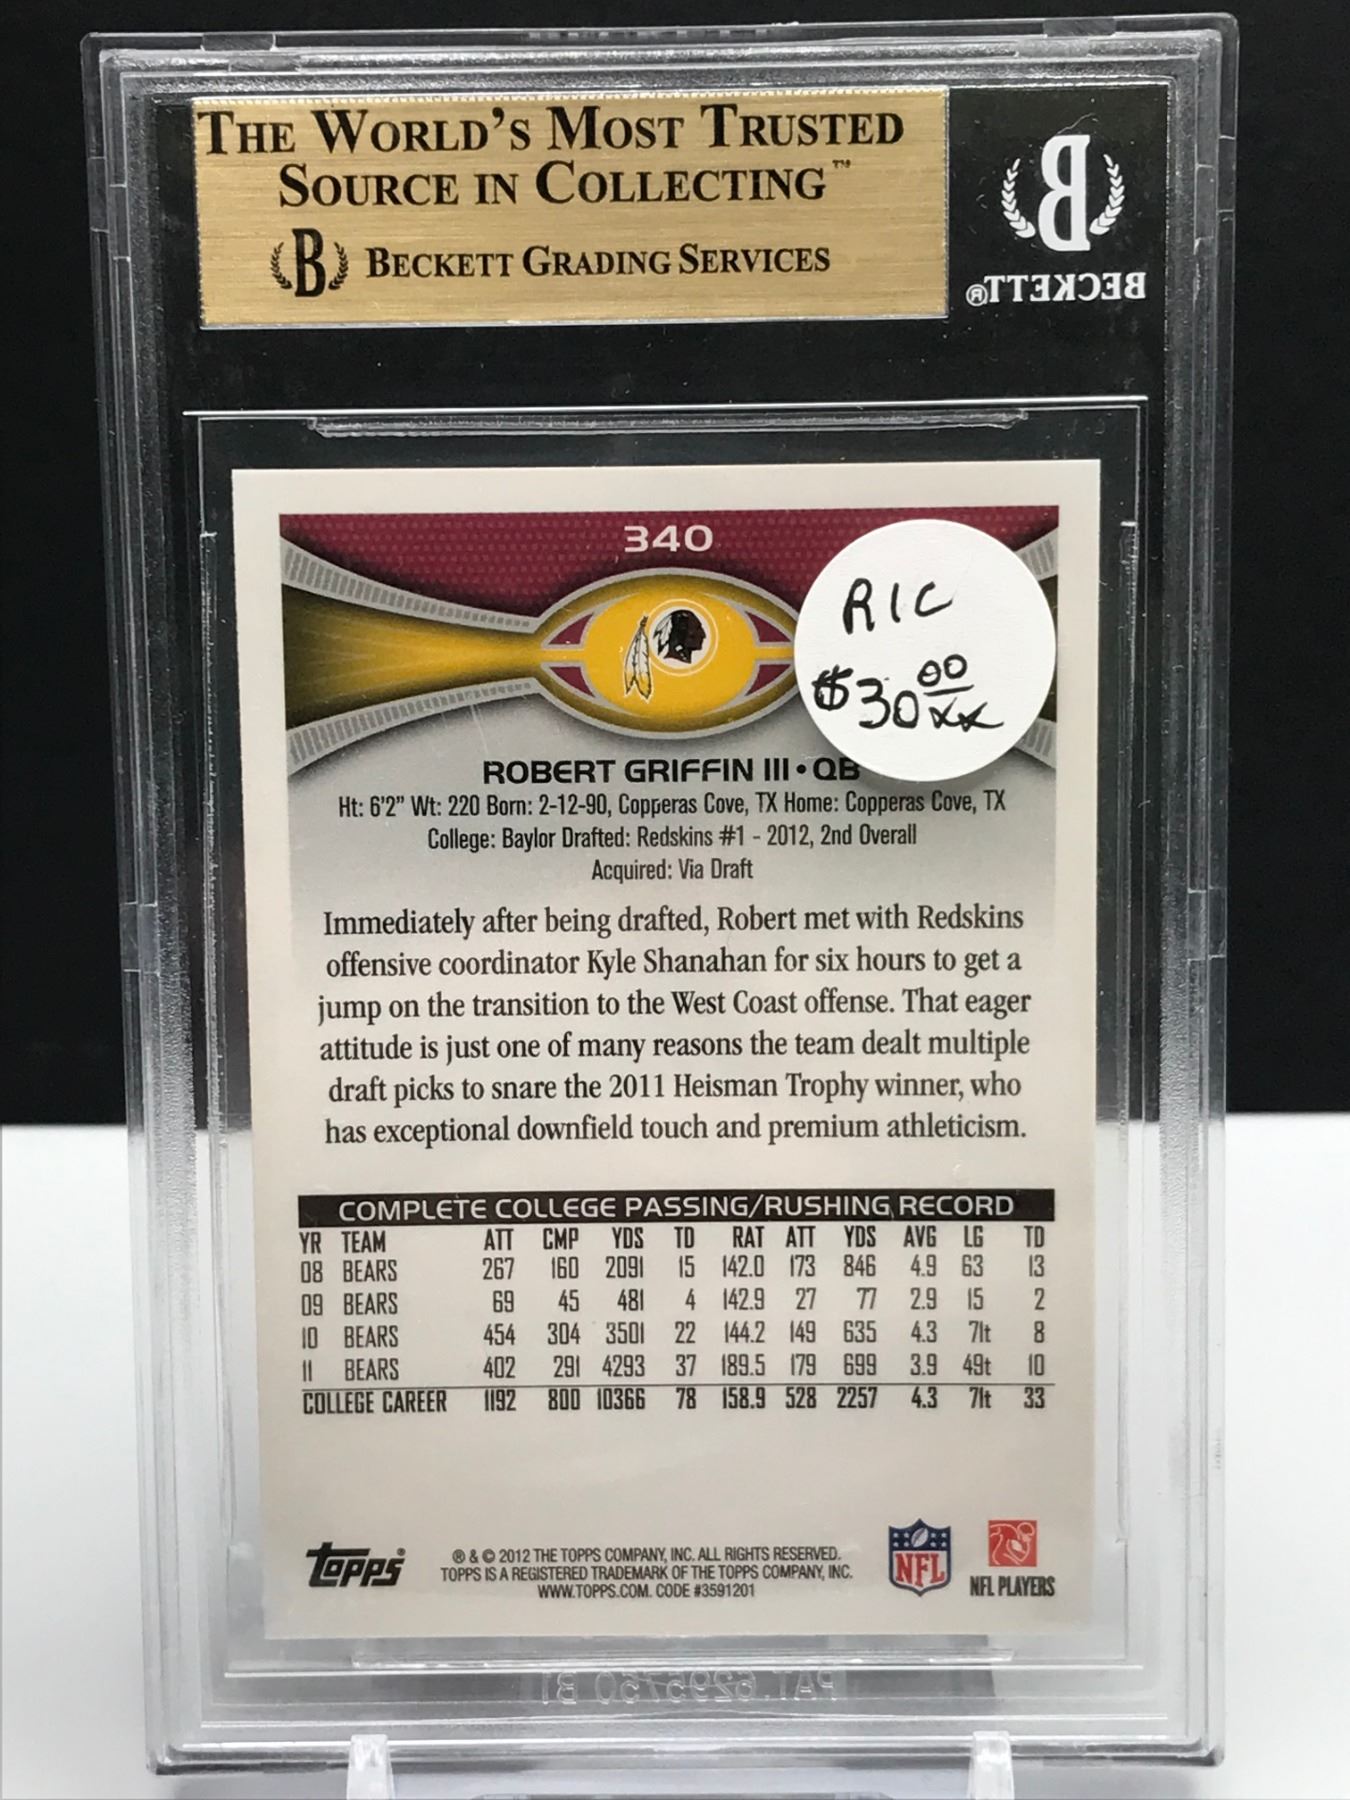 THE WORLD'S MOST TRUSTED
SOURCE IN COLLECTING™
B BECKETT GRADING SERVICES
B
BECKETT®
340
R1C
$30 00/xx
ROBERT GRIFFIN III • QB
Ht: 6'2" Wt: 220 Born: 2-12-90, Copperas Cove, TX Home: Copperas Cove, TX
College: Baylor Drafted: Redskins #1 - 2012, 2nd Overall
Acquired: Via Draft
Immediately after being drafted, Robert met with Redskins
offensive coordinator Kyle Shanahan for six hours to get a
jump on the transition to the West Coast offense. That eager
attitude is just one of many reasons the team dealt multiple
draft picks to snare the 2011 Heisman Trophy winner, who
has exceptional downfield touch and premium athleticism.
COMPLETE COLLEGE PASSING/RUSHING RECORD
YR TEAM ATT CMP YDS TD RAT ATT YDS AVG LG TD
08 BEARS 267 160 2091 15 142.0 173 846 4.9 63 13
09 BEARS 69 45 481 4 142.9 27 77 2.9 15 2
10 BEARS 454 304 3501 22 144.2 149 635 4.3 71t 8
11 BEARS 402 291 4293 37 189.5 179 699 3.9 49t 10
COLLEGE CAREER 1192 800 10366 78 158.9 528 2257 4.3 71t 33
Topps®
® & © 2012 THE TOPPS COMPANY, INC. ALL RIGHTS RESERVED.
TOPPS IS A REGISTERED TRADEMARK OF THE TOPPS COMPANY, INC.
WWW.TOPPS.COM. CODE #3591201
NFL
NFL PLAYERS
PAT. 6295750 B1